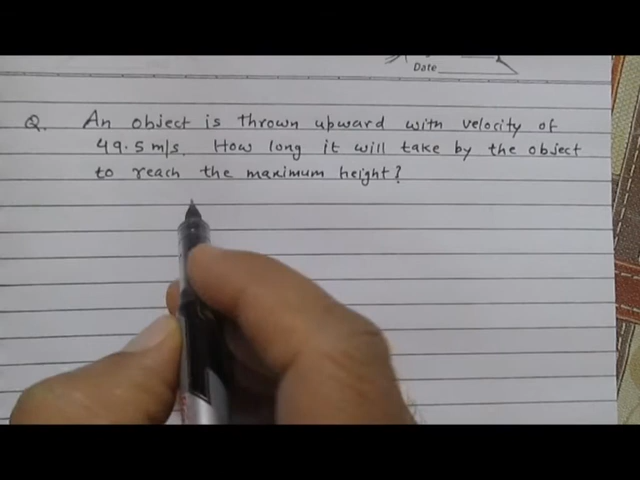 Date
Q. An object is thrown upward with velocity of
49.5 m/s. How long it will take by the object
to reach the maximum height?